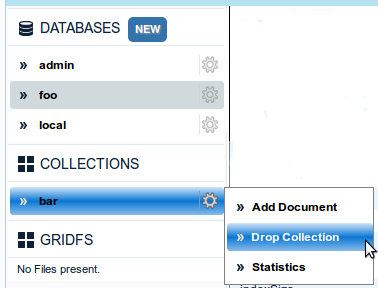 DATABASES NEW
» admin
» foo
» local
COLLECTIONS
» bar
» Add Document
» Drop Collection
» Statistics
GRIDFS
No Files present.
indexSize